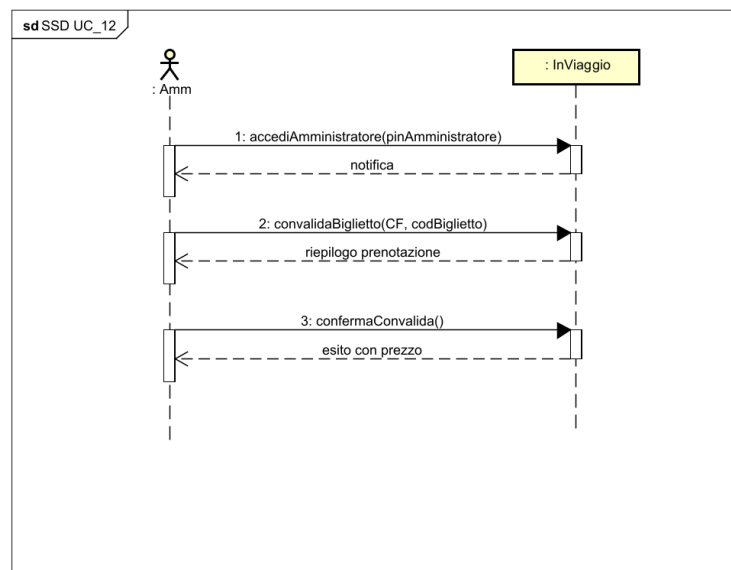 sd SSD UC_12
: Amm
: InViaggio
1: accediAmministratore(pinAmministratore)
notifica
2: convalidaBiglietto(CF, codBiglietto)
riepilogo prenotazione
3: confermaConvalida()
esito con prezzo